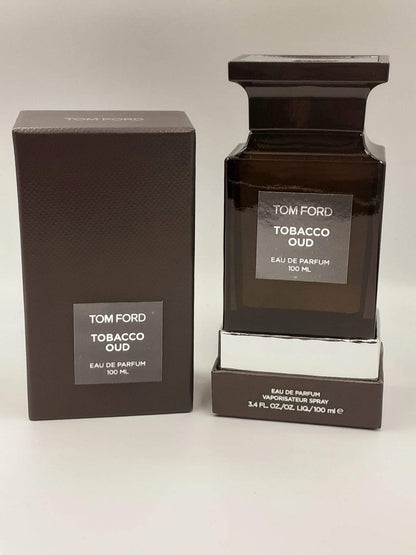 TOM FORD
TOM FORD
TOBACCO
OUD
EAU DE PARFUM
100 ML
TOM FORD
TOBACCO
OUD
EAU DE PARFUM
100 ML
EAU DE PARFUM
VAPORISATEUR SPRAY
3.4 FL. OZ./OZ. LIQ./100 ml ℮